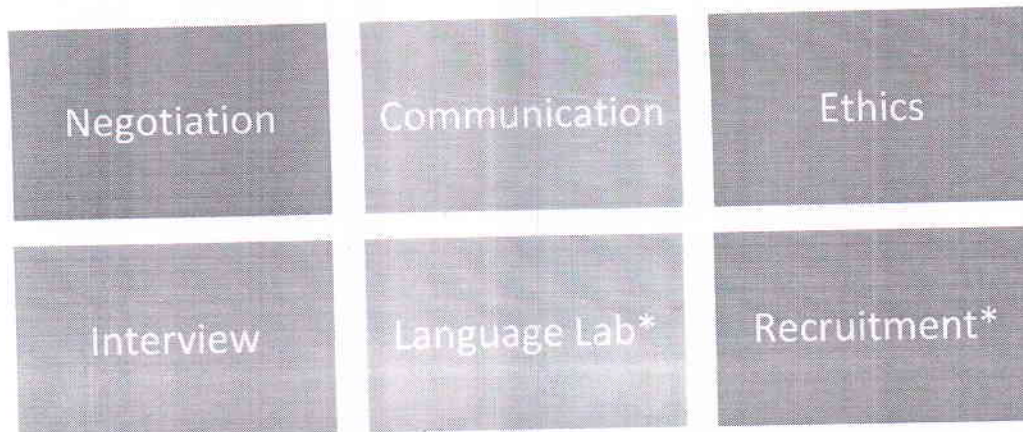 Negotiation
Communication
Ethics
Interview
Language Lab*
Recruitment*